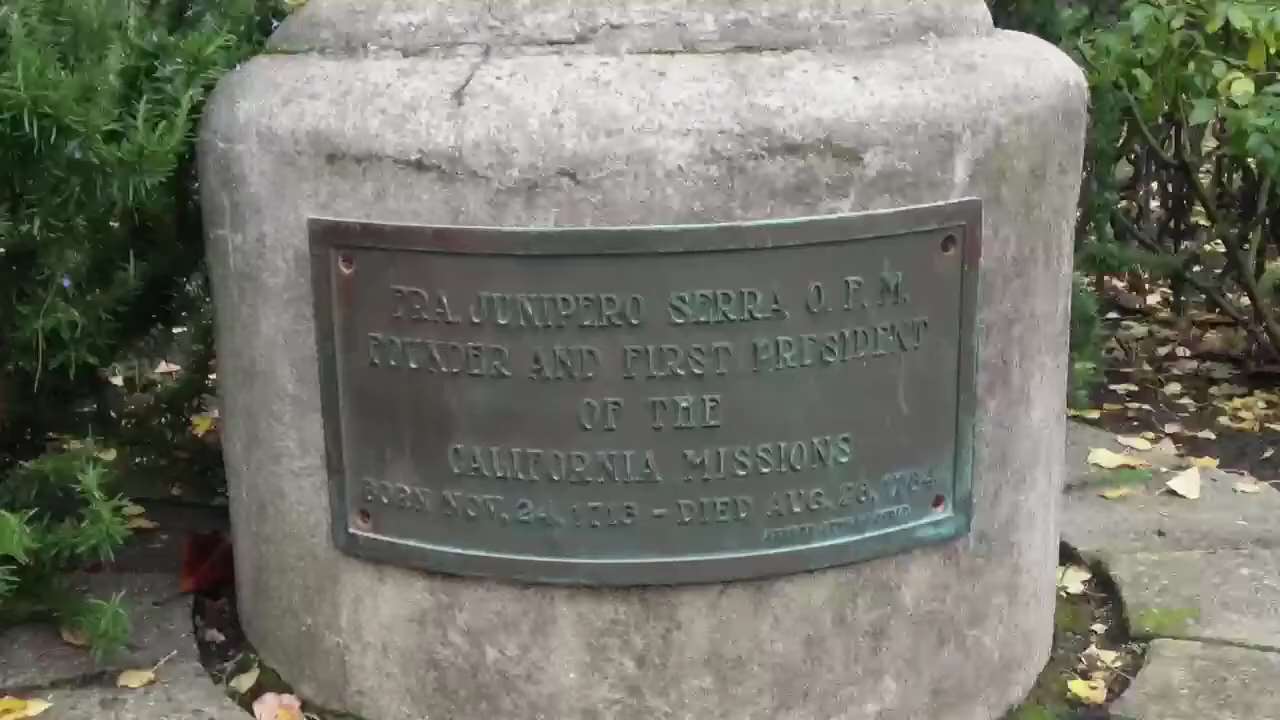 FRA. JUNIPERO SERRA O. F. M.
FOUNDER AND FIRST PRESIDENT
OF THE
CALIFORNIA MISSIONS
BORN NOV. 24, 1713 - DIED AUG. 28, 1784